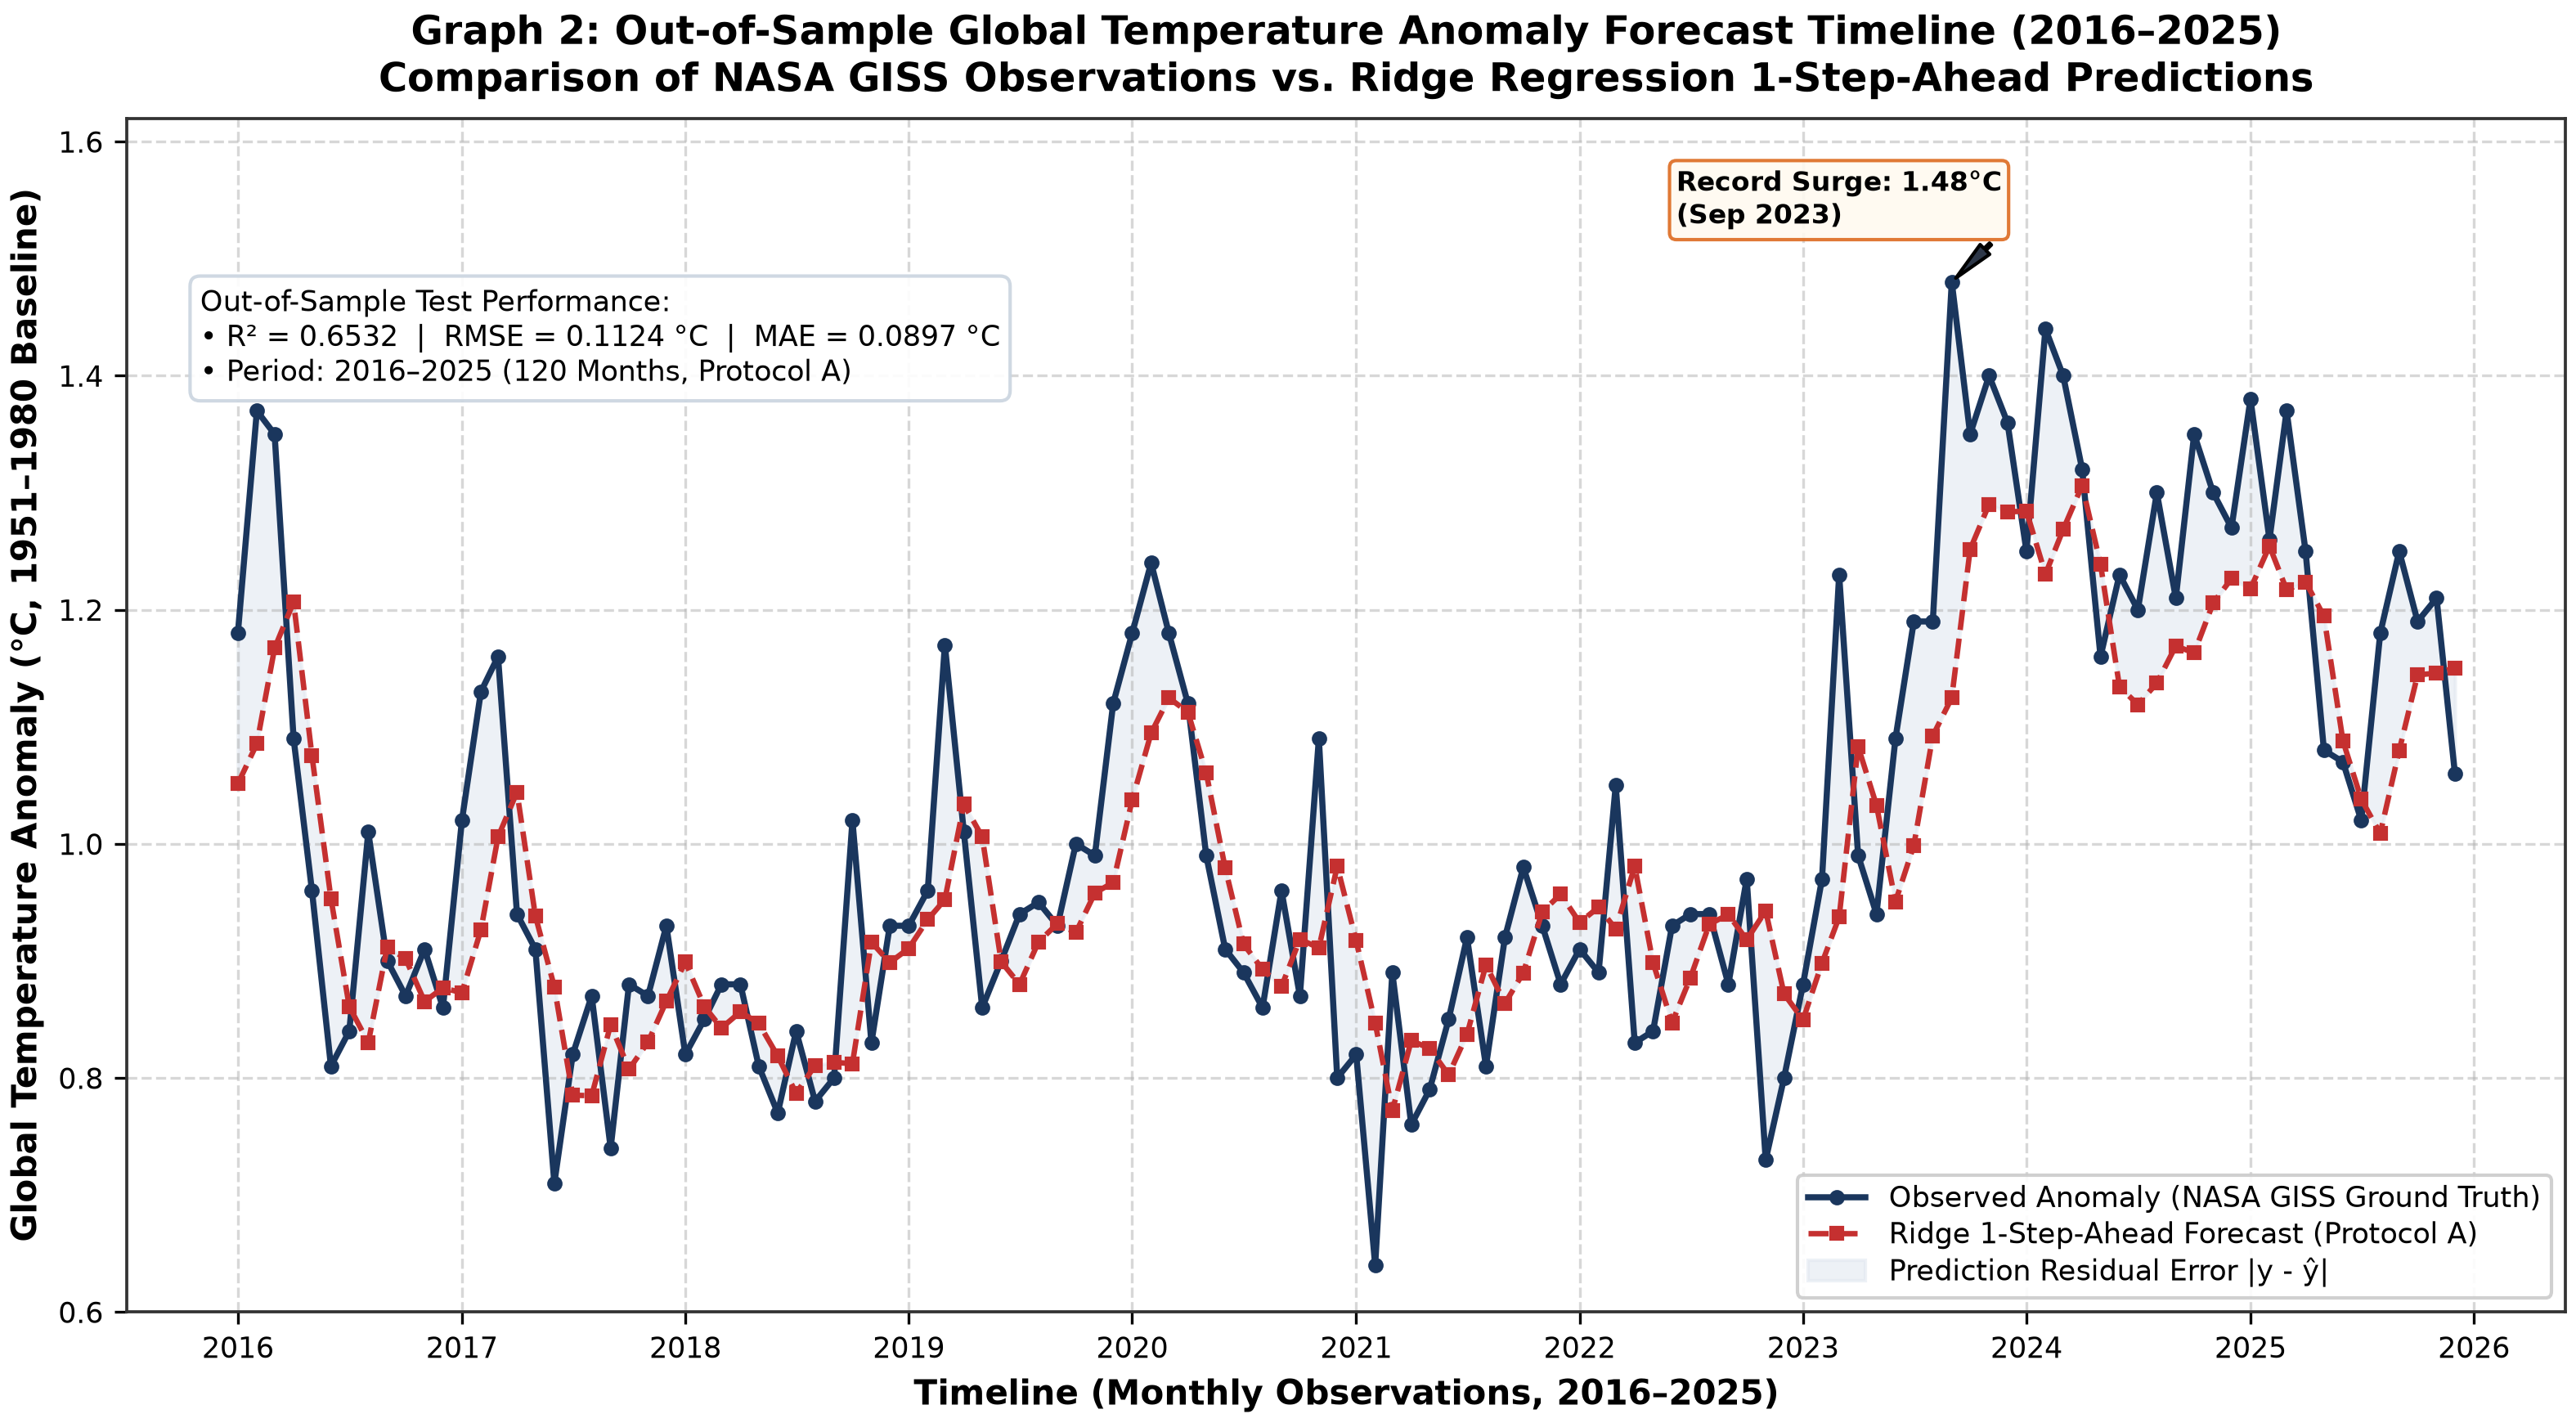 Graph 2: Out-of-Sample Global Temperature Anomaly Forecast Timeline (2016–2025)
Comparison of NASA GISS Observations vs. Ridge Regression 1-Step-Ahead Predictions
Global Temperature Anomaly (°C, 1951–1980 Baseline)
1.6
1.4
1.2
1.0
0.8
0.6
Record Surge: 1.48°C
(Sep 2023)
Out-of-Sample Test Performance:
• R² = 0.6532 | RMSE = 0.1124 °C | MAE = 0.0897 °C
• Period: 2016–2025 (120 Months, Protocol A)
Observed Anomaly (NASA GISS Ground Truth)
Ridge 1-Step-Ahead Forecast (Protocol A)
Prediction Residual Error |y - ŷ|
2016 2017 2018 2019 2020 2021 2022 2023 2024 2025 2026
Timeline (Monthly Observations, 2016–2025)